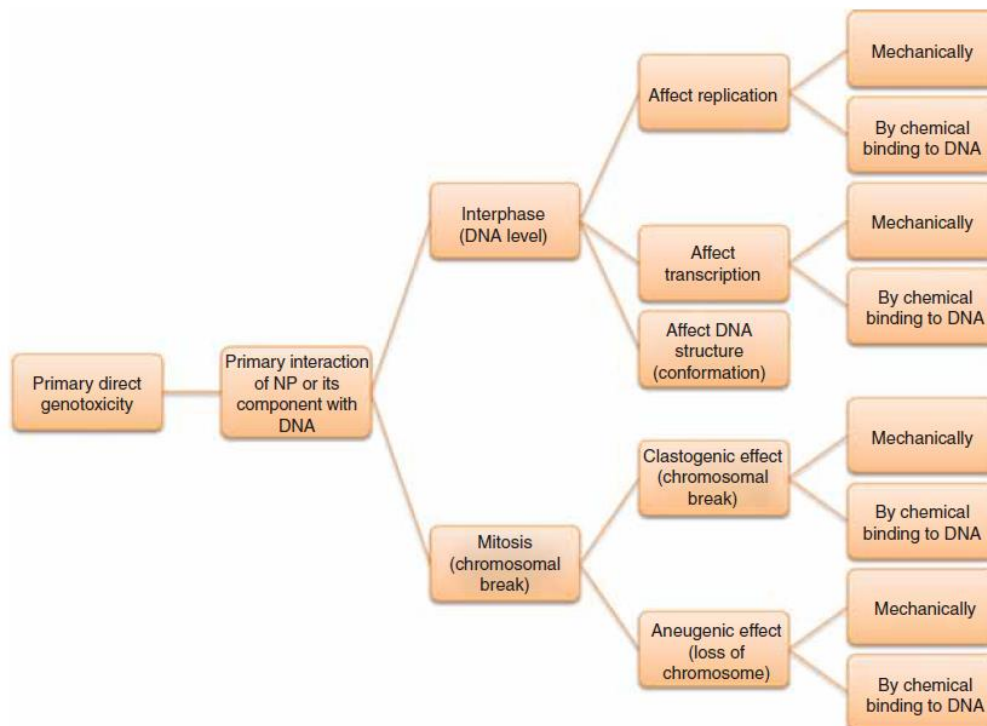 Primary direct
genotoxicity
Primary interaction
of NP or its
component with
DNA
Interphase
(DNA level)
Affect replication
Mechanically
By chemical
binding to DNA
Affect
transcription
Mechanically
By chemical
binding to DNA
Affect DNA
structure
(conformation)
Mitosis
(chromosomal
break)
Clastogenic effect
(chromosomal
break)
Mechanically
By chemical
binding to DNA
Aneugenic effect
(loss of
chromosome)
Mechanically
By chemical
binding to DNA